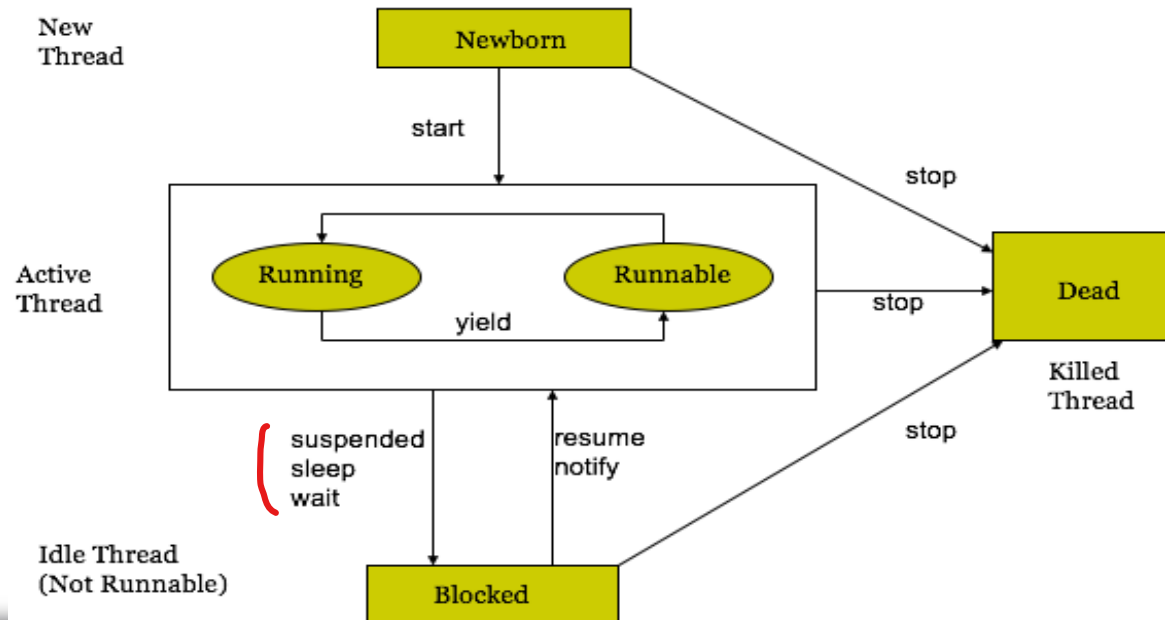 New
Thread
Newborn
start
stop
Active
Thread
Running
Runnable
yield
stop
Dead
Killed
Thread
suspended
sleep
wait
resume
notify
stop
Idle Thread
(Not Runnable)
Blocked